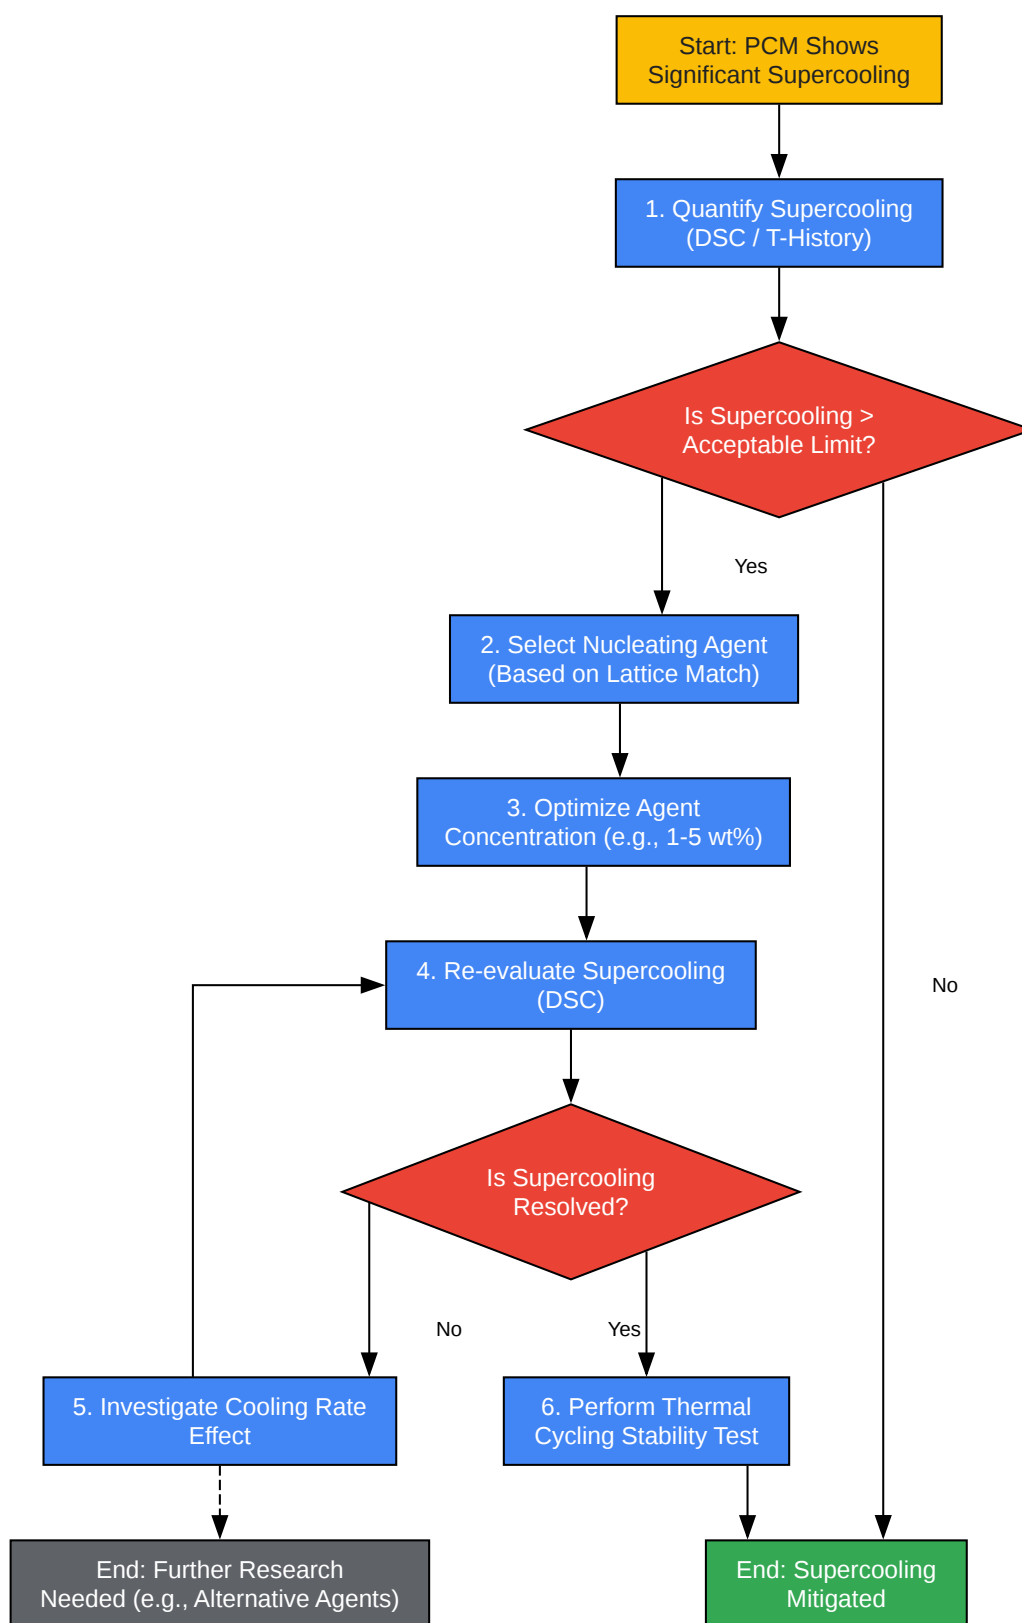 Start: PCM Shows
Significant Supercooling
1. Quantify Supercooling
(DSC / T-History)
Is Supercooling >
Acceptable Limit?
Yes
2. Select Nucleating Agent
(Based on Lattice Match)
3. Optimize Agent
Concentration (e.g., 1-5 wt%)
4. Re-evaluate Supercooling
(DSC)
No
Is Supercooling
Resolved?
No
Yes
5. Investigate Cooling Rate
Effect
6. Perform Thermal
Cycling Stability Test
End: Further Research
Needed (e.g., Alternative Agents)
End: Supercooling
Mitigated